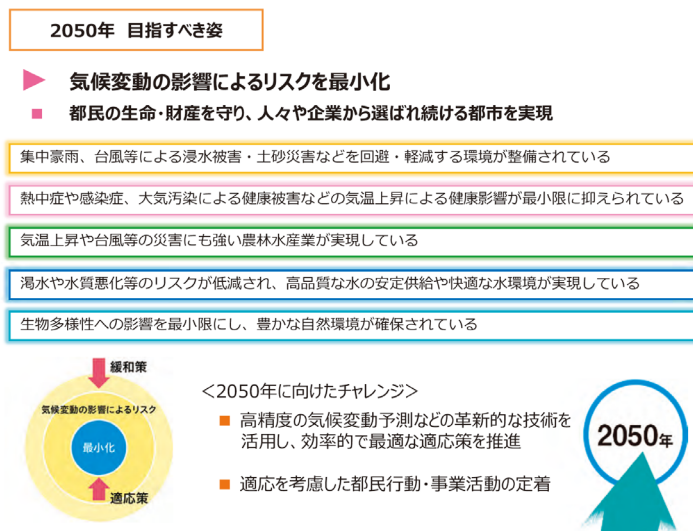 2050年 目指すべき姿
気候変動の影響によるリスクを最小化
都民の生命・財産を守り、人々や企業から選ばれ続ける都市を実現
集中豪雨、台風等による浸水被害・土砂災害などを回避・軽減する環境が整備されている
熱中症や感染症、大気汚染による健康被害などの気温上昇による健康影響が最小限に抑えられている
気温上昇や台風等の災害にも強い農林水産業が実現している
渇水や水質悪化等のリスクが低減され、高品質な水の安定供給や快適な水環境が実現している
生物多様性への影響を最小限にし、豊かな自然環境が確保されている
緩和策
気候変動の影響によるリスク
最小化
適応策
＜2050年に向けたチャレンジ＞
高精度の気候変動予測などの革新的な技術を
活用し、効率的で最適な適応策を推進
適応を考慮した都民行動・事業活動の定着
2050年